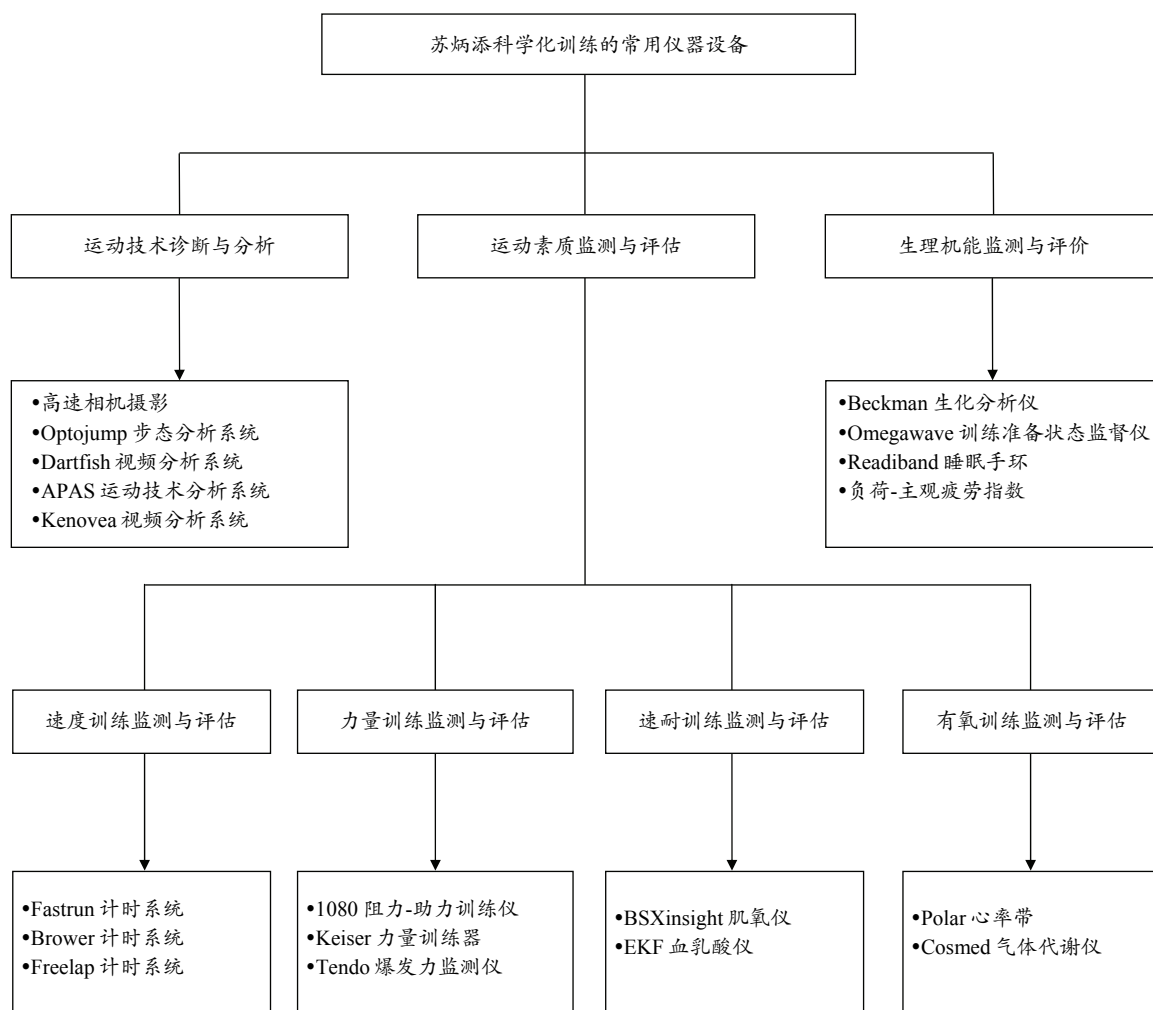 苏炳添科学化训练的常用仪器设备
运动技术诊断与分析
运动素质监测与评估
生理机能监测与评价
•高速相机摄影
•Optojump 步态分析系统
•Dartfish 视频分析系统
•APAS 运动技术分析系统
•Kenovea 视频分析系统
•Beckman 生化分析仪
•Omegawave 训练准备状态监督仪
•Readiband 睡眠手环
•负荷-主观疲劳指数
速度训练监测与评估
力量训练监测与评估
速耐训练监测与评估
有氧训练监测与评估
•Fastrun 计时系统
•Brower 计时系统
•Freelap 计时系统
•1080 阻力-助力训练仪
•Keiser 力量训练器
•Tendo 爆发力监测仪
•BSXinsight 肌氧仪
•EKF 血乳酸仪
•Polar 心率带
•Cosmed 气体代谢仪